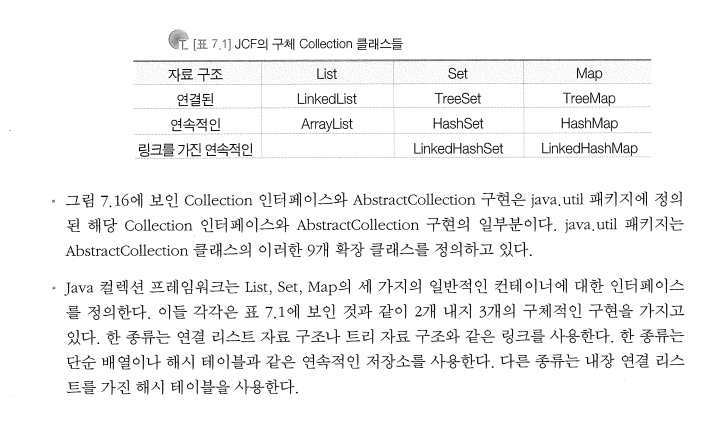 [표 7.1] JCF의 구체 Collection 클래스들
자료 구조 List Set Map
연결된 LinkedList TreeSet TreeMap
연속적인 ArrayList HashSet HashMap
링크를 가진 연속적인 LinkedHashSet LinkedHashMap
▪ 그림 7.16에 보인 Collection 인터페이스와 AbstractCollection 구현은 java.util 패키지에 정의
된 해당 Collection 인터페이스와 AbstractCollection 구현의 일부분이다. java.util 패키지는
AbstractCollection 클래스의 이러한 9개 확장 클래스를 정의하고 있다.
▪ Java 컬렉션 프레임워크는 List, Set, Map의 세 가지의 일반적인 컨테이너에 대한 인터페이스
를 정의한다. 이들 각각은 표 7.1에 보인 것과 같이 2개 내지 3개의 구체적인 구현을 가지고
있다. 한 종류는 연결 리스트 자료 구조나 트리 자료 구조와 같은 링크를 사용한다. 한 종류는
단순 배열이나 해시 테이블과 같은 연속적인 저장소를 사용한다. 다른 종류는 내장 연결 리스
트를 가진 해시 테이블을 사용한다.